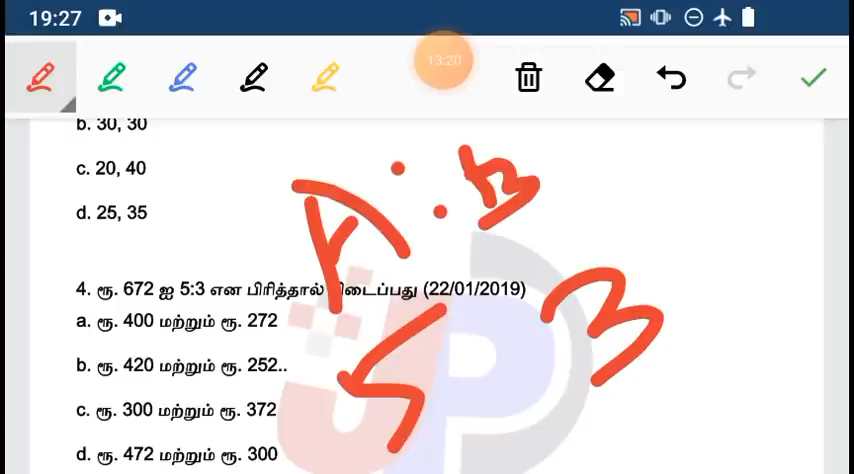 19:27
13:20
b. 30, 30
c. 20, 40
A : B
d. 25, 35
4. ரூ. 672 ஐ 5:3 என பிரித்தால் கிடைப்பது (22/01/2019)
a. ரூ. 400 மற்றும் ரூ. 272
5 3
b. ரூ. 420 மற்றும் ரூ. 252..
c. ரூ. 300 மற்றும் ரூ. 372
d. ரூ. 472 மற்றும் ரூ. 300